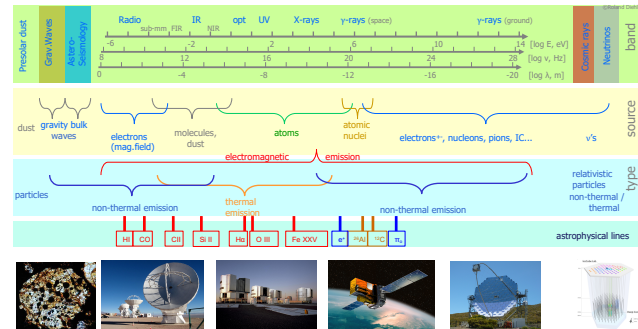 ©Roland Diehl
Presolar dust
Grav.Waves
Astero-
Seismology
Radio IR opt UV X-rays γ-rays (space) γ-rays (ground)
sub-mm FIR NIR
Cosmic rays
Neutrinos
band
-6 -2 2 6 10 14 [log E, eV]
8 12 16 20 24 28 [log ν, Hz]
0 -4 -8 -12 -16 -20 [log λ, m]
dust
gravity bulk
waves
electrons
(mag.field)
molecules,
dust
atoms
atomic
nuclei
electrons, nucleons, pions, IC...
ν's
source
electromagnetic emission
particles
non-thermal emission
thermal
emission
non-thermal emission
relativistic
particles
non-thermal /
thermal
type
HI CO CII Si II Hα O III Fe XXV e⁺ ²⁶Al ¹²C π₀
astrophysical lines